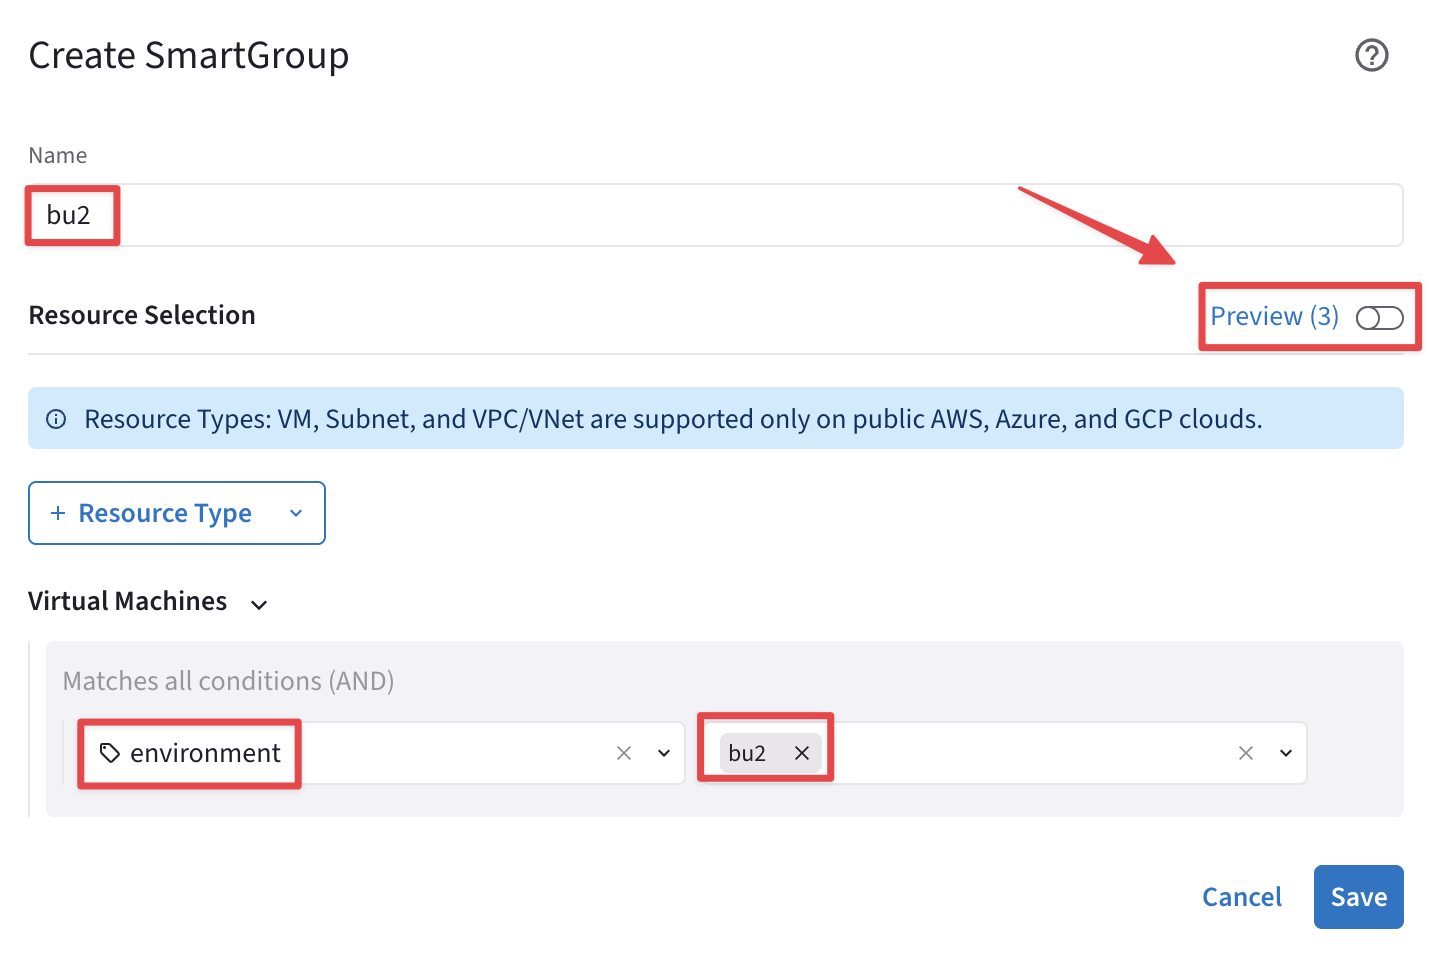 Create SmartGroup
Name
bu2
Resource Selection
Preview (3)
Resource Types: VM, Subnet, and VPC/VNet are supported only on public AWS, Azure, and GCP clouds.
+ Resource Type
Virtual Machines
Matches all conditions (AND)
environment
bu2
Cancel
Save